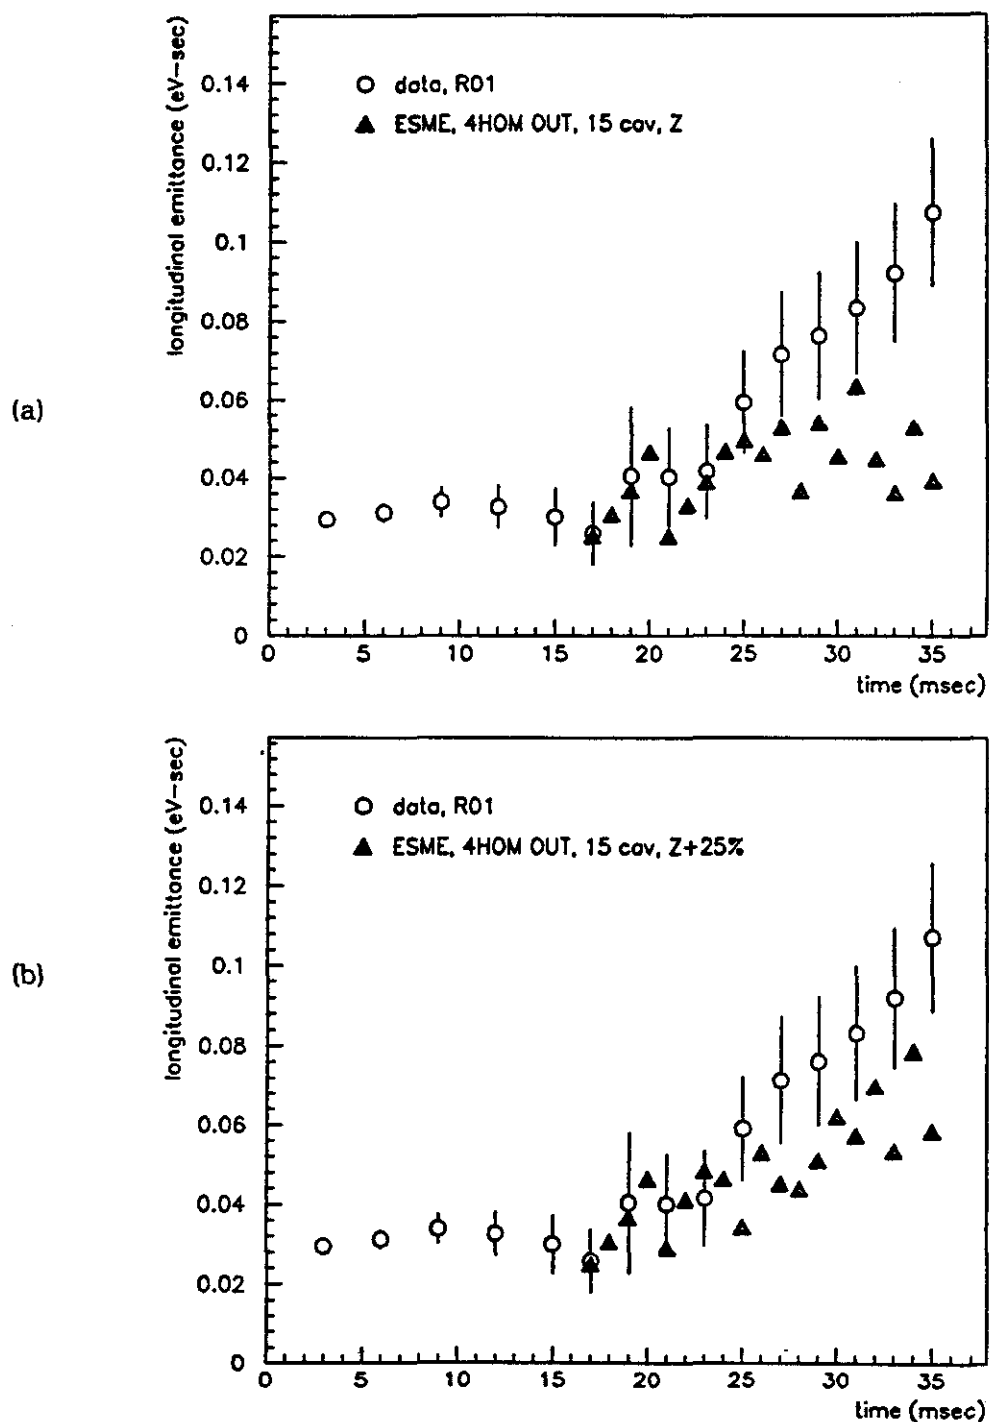 (a)
longitudinal emittance (eV-sec)
0.14
0.12
0.1
0.08
0.06
0.04
0.02
0
data, R01
ESME, 4HOM OUT, 15 cav, Z
0 5 10 15 20 25 30 35
time (msec)
(b)
longitudinal emittance (eV-sec)
0.14
0.12
0.1
0.08
0.06
0.04
0.02
0
data, R01
ESME, 4HOM OUT, 15 cav, Z+25%
0 5 10 15 20 25 30 35
time (msec)